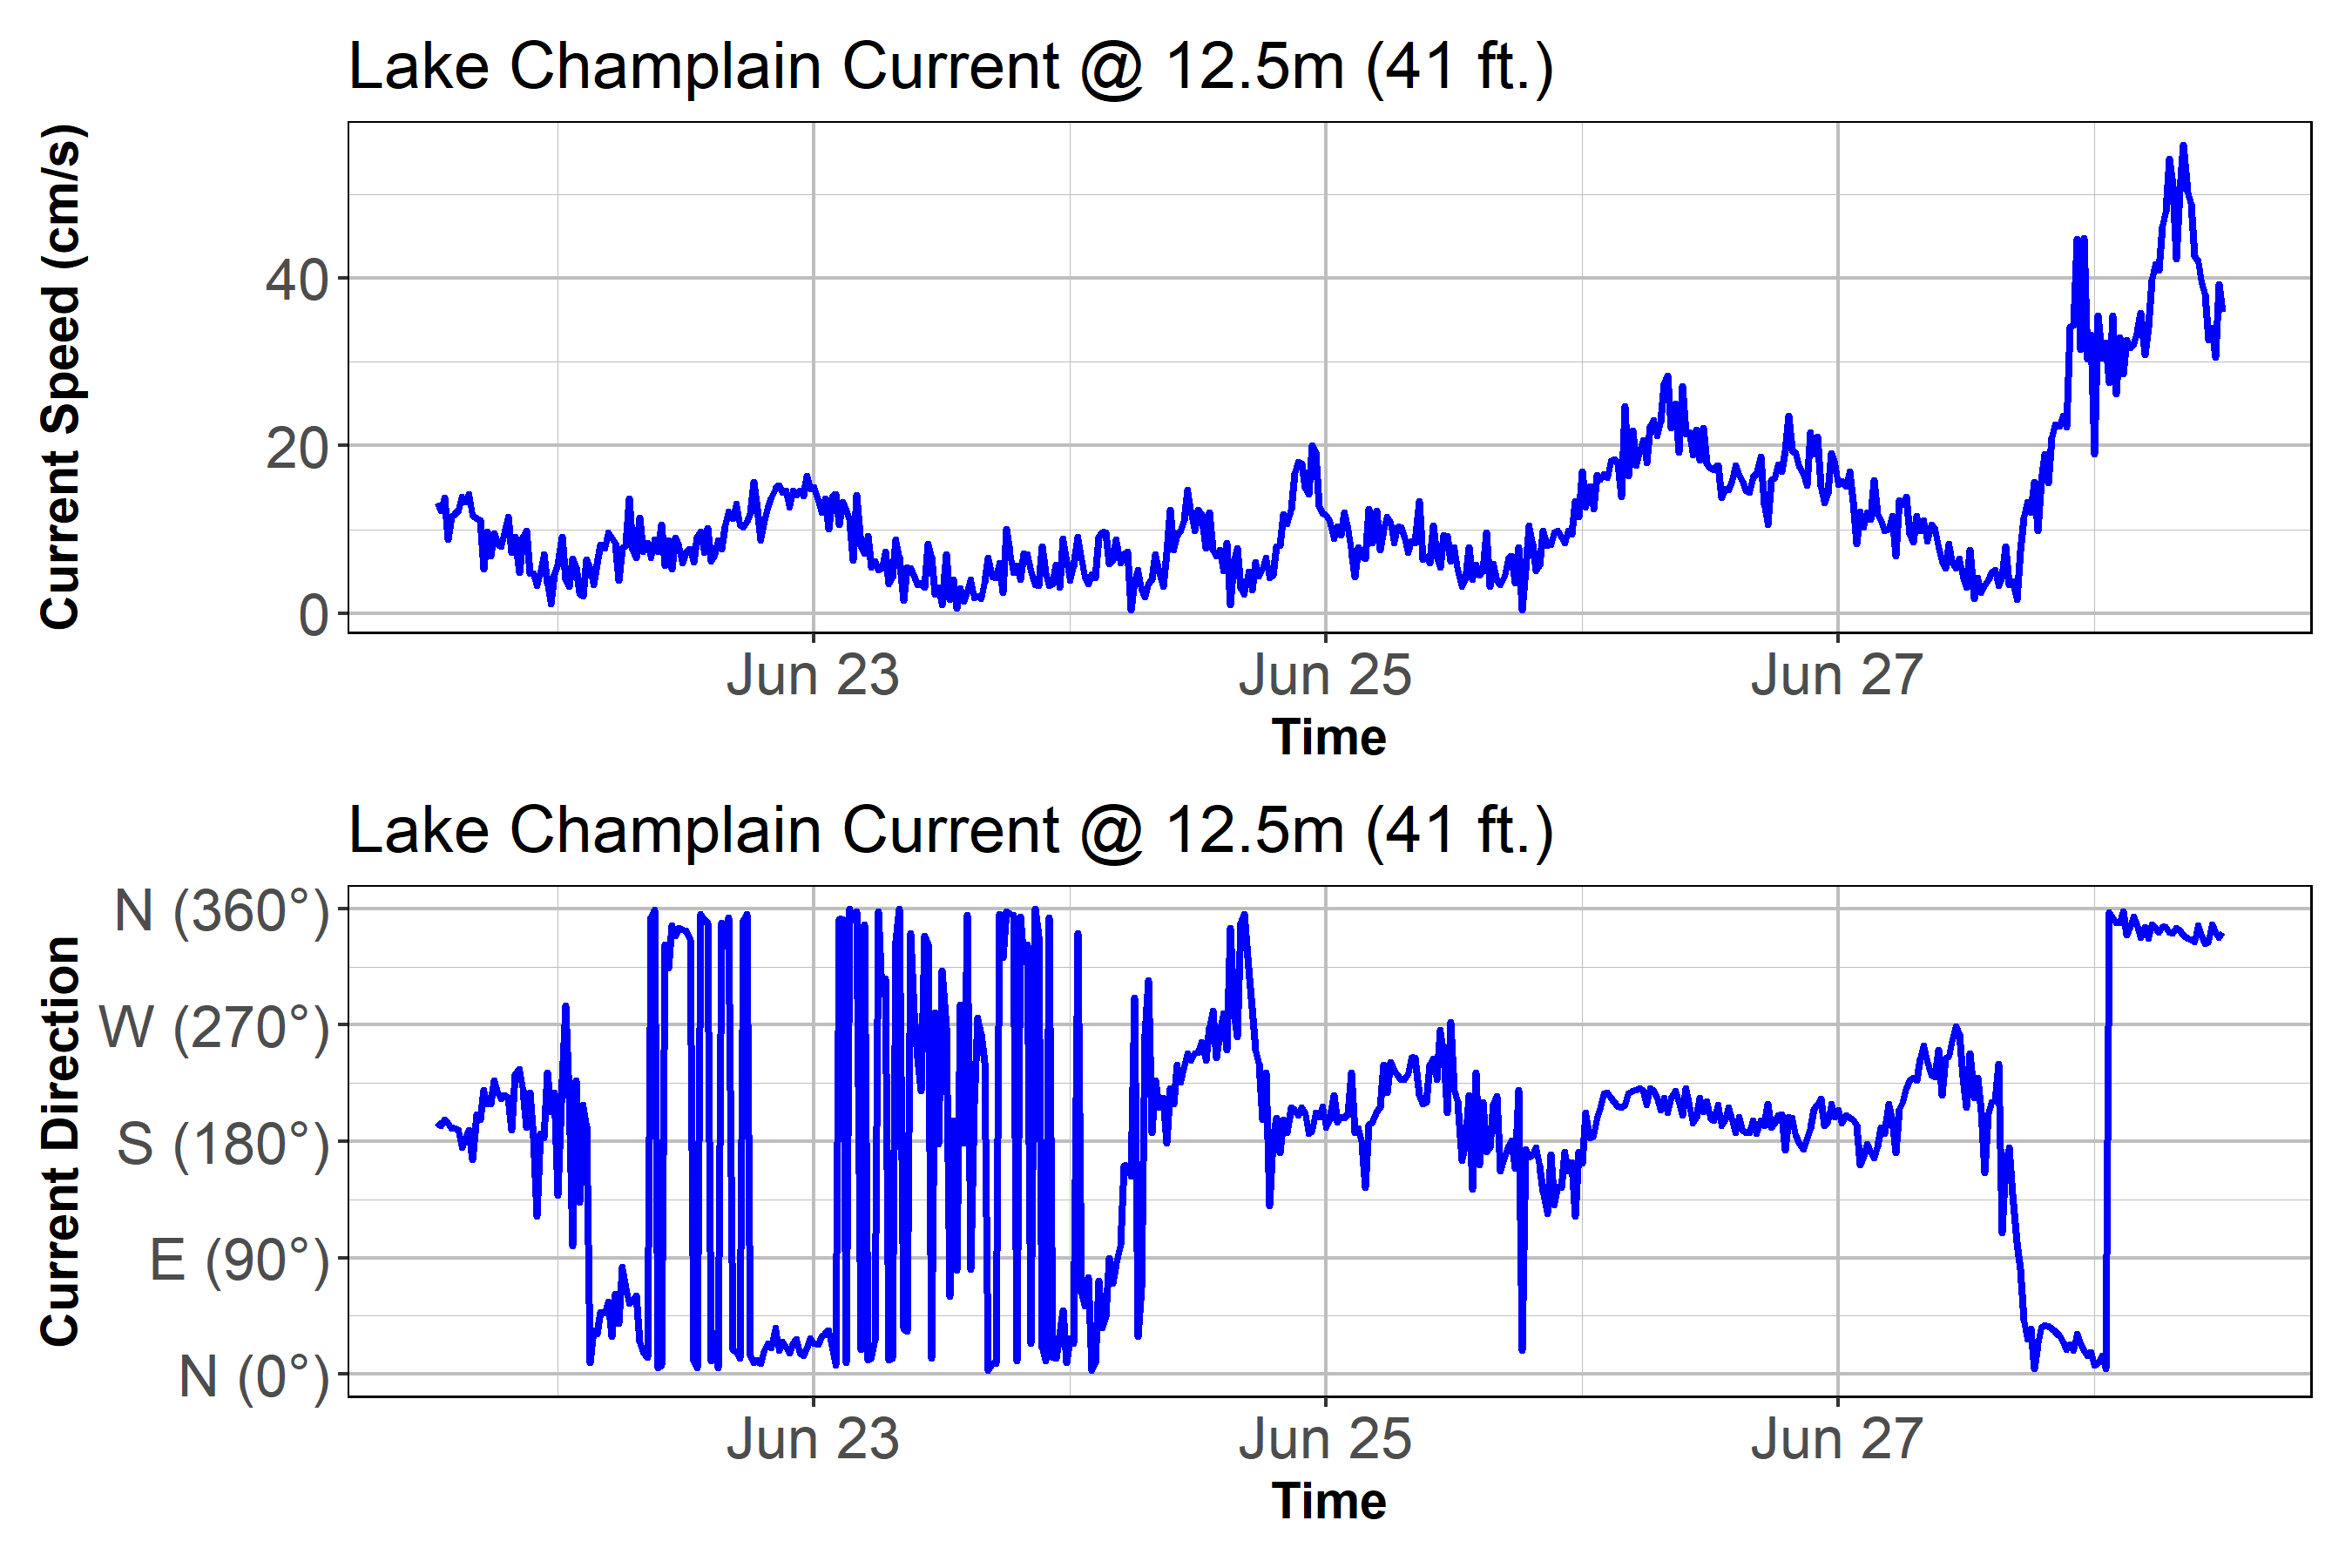 Lake Champlain Current @ 12.5m (41 ft.)
Current Speed (cm/s)
40
20
0
Jun 23 Jun 25 Jun 27
Time
Lake Champlain Current @ 12.5m (41 ft.)
Current Direction
N (360°)
W (270°)
S (180°)
E (90°)
N (0°)
Jun 23 Jun 25 Jun 27
Time